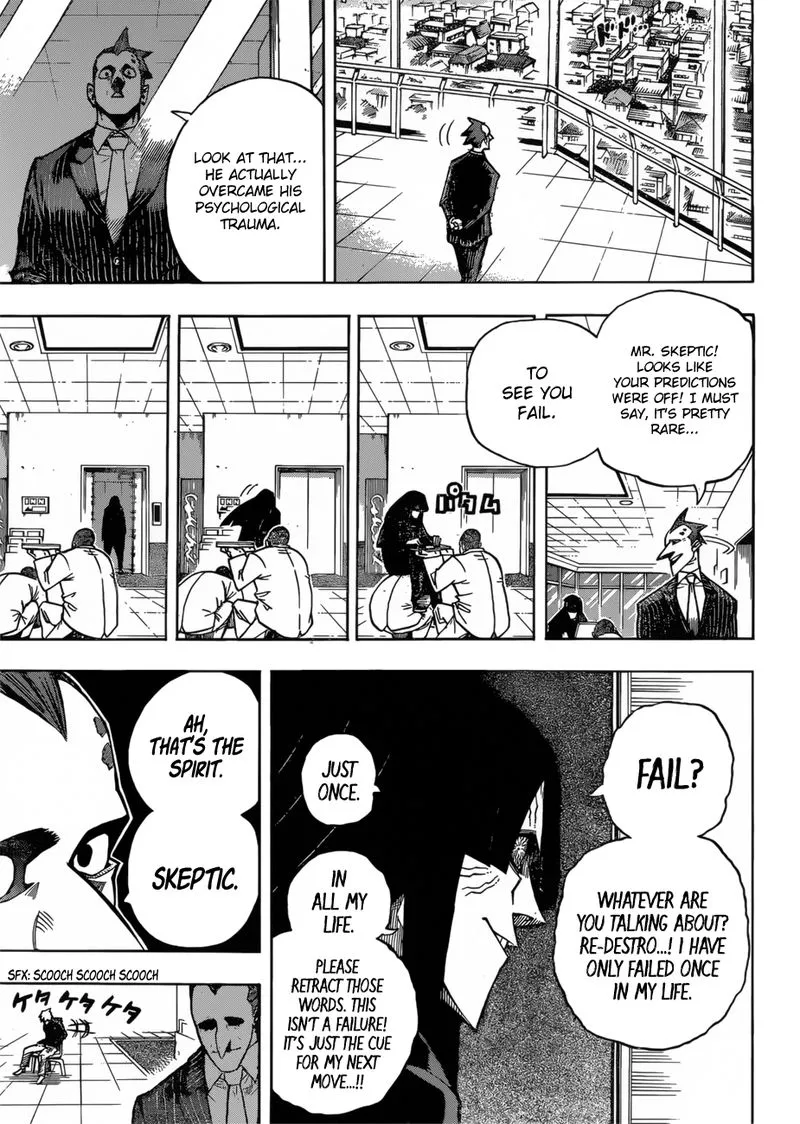 LOOK AT THAT...
HE ACTUALLY
OVERCAME HIS
PSYCHOLOGICAL
TRAUMA.
MR. SKEPTIC!
LOOKS LIKE
YOUR PREDICTIONS
WERE OFF! I MUST
SAY, IT'S PRETTY
RARE...
TO
SEE YOU
FAIL.
パタム
FAIL?
WHATEVER ARE
YOU TALKING ABOUT?
RE-DESTRO...! I HAVE
ONLY FAILED ONCE
IN MY LIFE.
JUST
ONCE.
IN
ALL MY
LIFE.
PLEASE
RETRACT THOSE
WORDS. THIS
ISN'T A FAILURE!
IT'S JUST THE CUE
FOR MY NEXT
MOVE...!!
AH,
THAT'S THE
SPIRIT.
SKEPTIC.
SFX: SCOOCH SCOOCH SCOOCH
ケタ ケタ ケタ